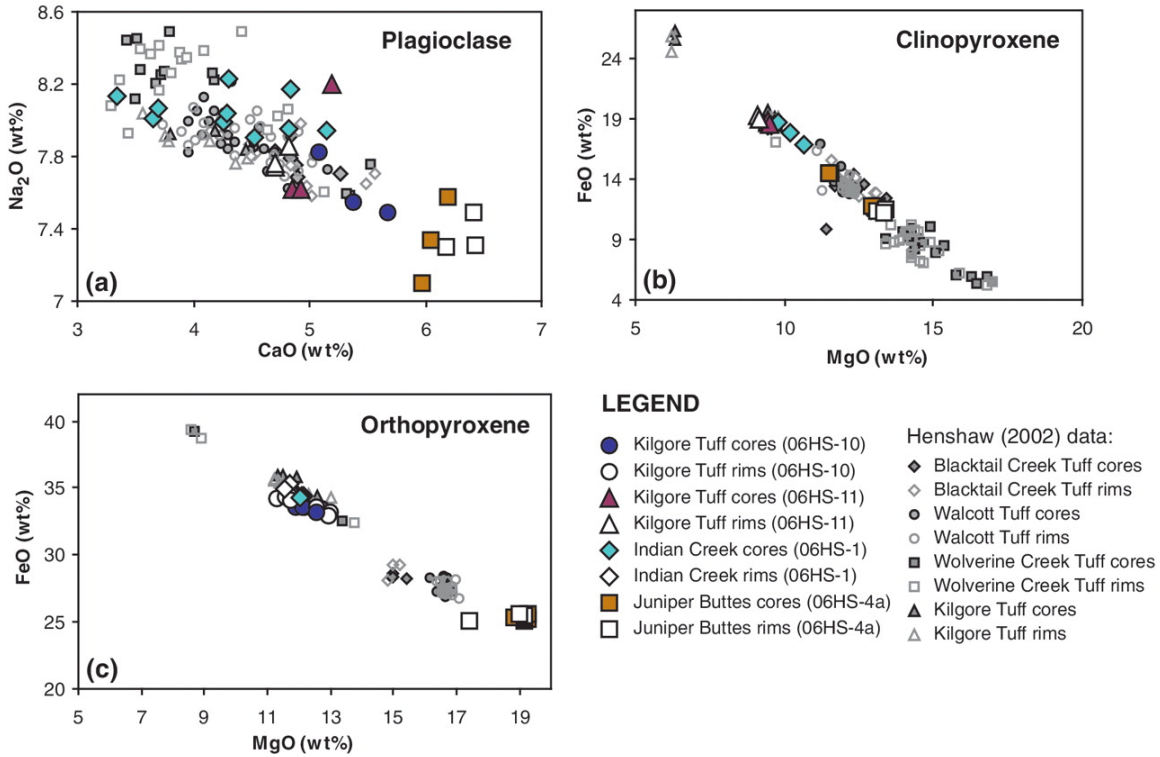 8.6
8.2
7.8
7.4
7
Na2O (wt%)
Plagioclase
(a)
3
4
5
6
7
CaO (wt%)
24
19
14
9
4
FeO (wt%)
Clinopyroxene
(b)
5
10
15
20
MgO (wt%)
40
35
30
25
20
FeO (wt%)
Orthopyroxene
(c)
5
7
9
11
13
15
17
19
MgO (wt%)
LEGEND
Kilgore Tuff cores (06HS-10)
Kilgore Tuff rims (06HS-10)
Kilgore Tuff cores (06HS-11)
Kilgore Tuff rims (06HS-11)
Indian Creek cores (06HS-1)
Indian Creek rims (06HS-1)
Juniper Buttes cores (06HS-4a)
Juniper Buttes rims (06HS-4a)
Henshaw (2002) data:
Blacktail Creek Tuff cores
Blacktail Creek Tuff rims
Walcott Tuff cores
Walcott Tuff rims
Wolverine Creek Tuff cores
Wolverine Creek Tuff rims
Kilgore Tuff cores
Kilgore Tuff rims